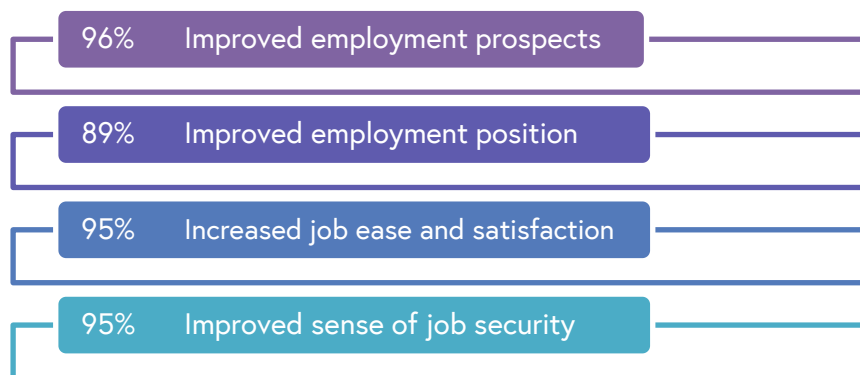 96% Improved employment prospects
89% Improved employment position
95% Increased job ease and satisfaction
95% Improved sense of job security